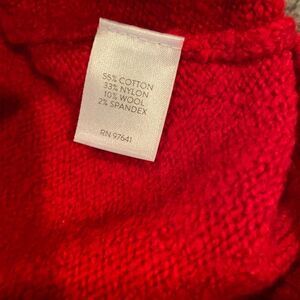 55% COTTON
33% NYLON
10% WOOL
2% SPANDEX
RN 97641